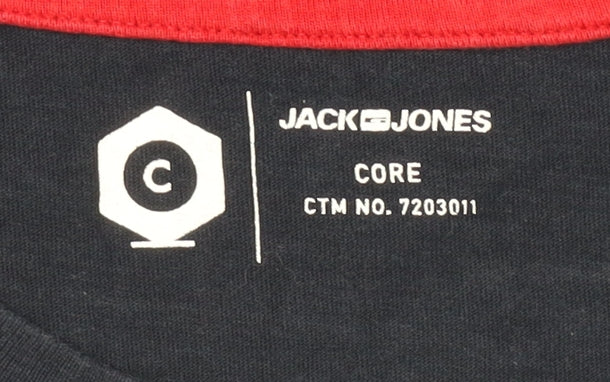 C
JACK JONES
CORE
CTM NO. 7203011